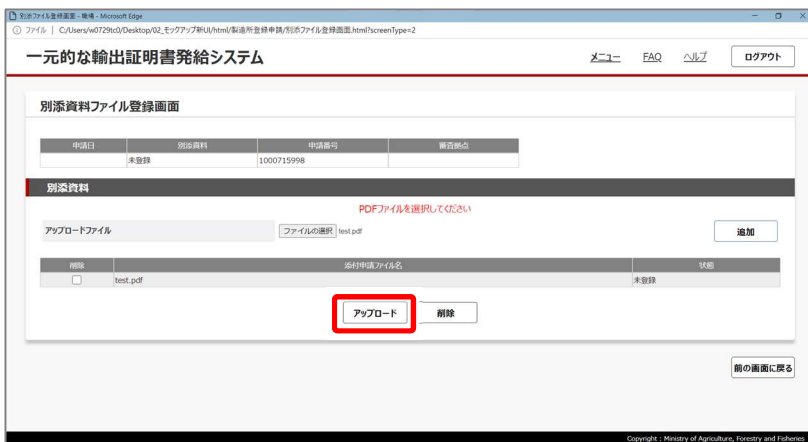 別添ファイル登録画面 - 職場 - Microsoft Edge
ファイル | C:/Users/w0729tc0/Desktop/02_モックアップ新UI/html/製造所登録申請/別添ファイル登録画面.html?screenType=2
一元的な輸出証明書発給システム メニュー FAQ ヘルプ ログアウト
別添資料ファイル登録画面
申請日 別添資料 申請番号 審査拠点
未登録 1000715998
別添資料
PDFファイルを選択してください
アップロードファイル ファイルの選択 test.pdf 追加
削除 添付申請ファイル名 状態
test.pdf 未登録
アップロード 削除
前の画面に戻る
Copyright : Ministry of Agriculture, Forestry and Fisheries